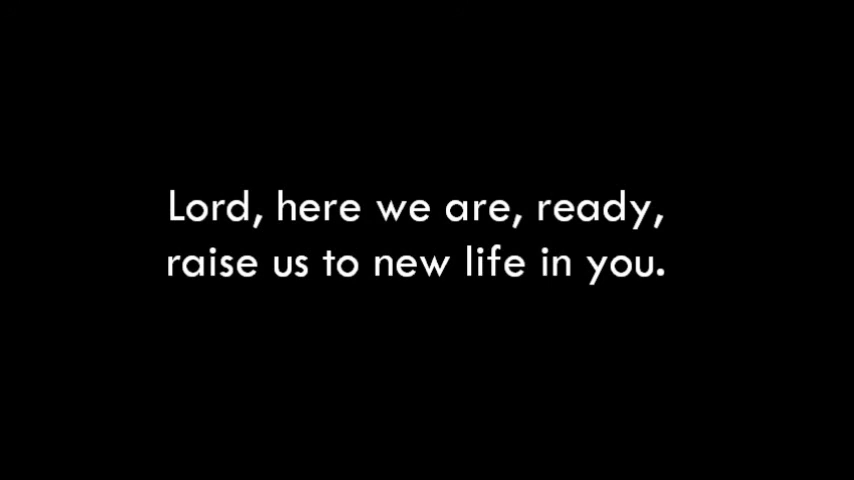 Lord, here we are, ready,
raise us to new life in you.